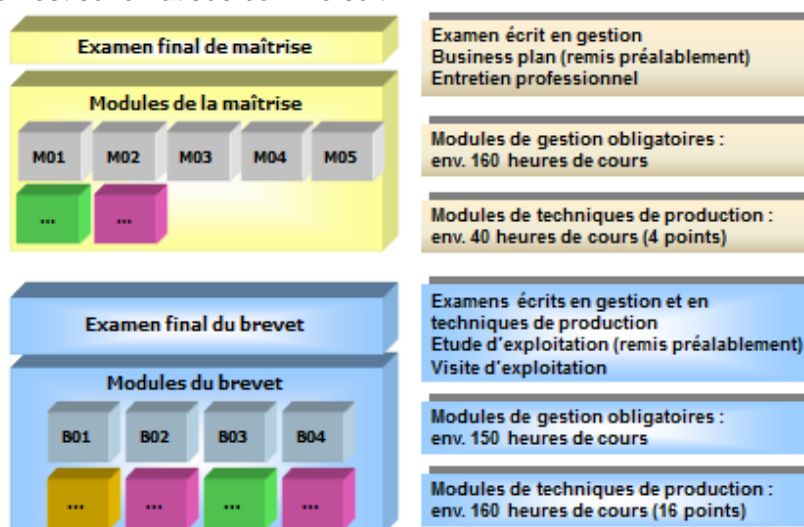 Examen final de maîtrise
Examen écrit en gestion
Business plan (remis préalablement)
Entretien professionnel
Modules de la maîtrise
M01 M02 M03 M04 M05
... ...
Modules de gestion obligatoires :
env. 160 heures de cours
Modules de techniques de production :
env. 40 heures de cours (4 points)
Examen final du brevet
Examens écrits en gestion et en
techniques de production
Etude d'exploitation (remis préalablement)
Visite d'exploitation
Modules du brevet
B01 B02 B03 B04
... ... ... ...
Modules de gestion obligatoires :
env. 150 heures de cours
Modules de techniques de production :
env. 160 heures de cours (16 points)